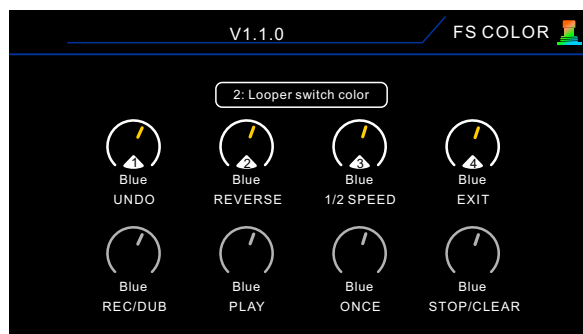 V1.1.0
FS COLOR
2: Looper switch color
1 2 3 4
Blue Blue Blue Blue
UNDO REVERSE 1/2 SPEED EXIT
Blue Blue Blue Blue
REC/DUB PLAY ONCE STOP/CLEAR